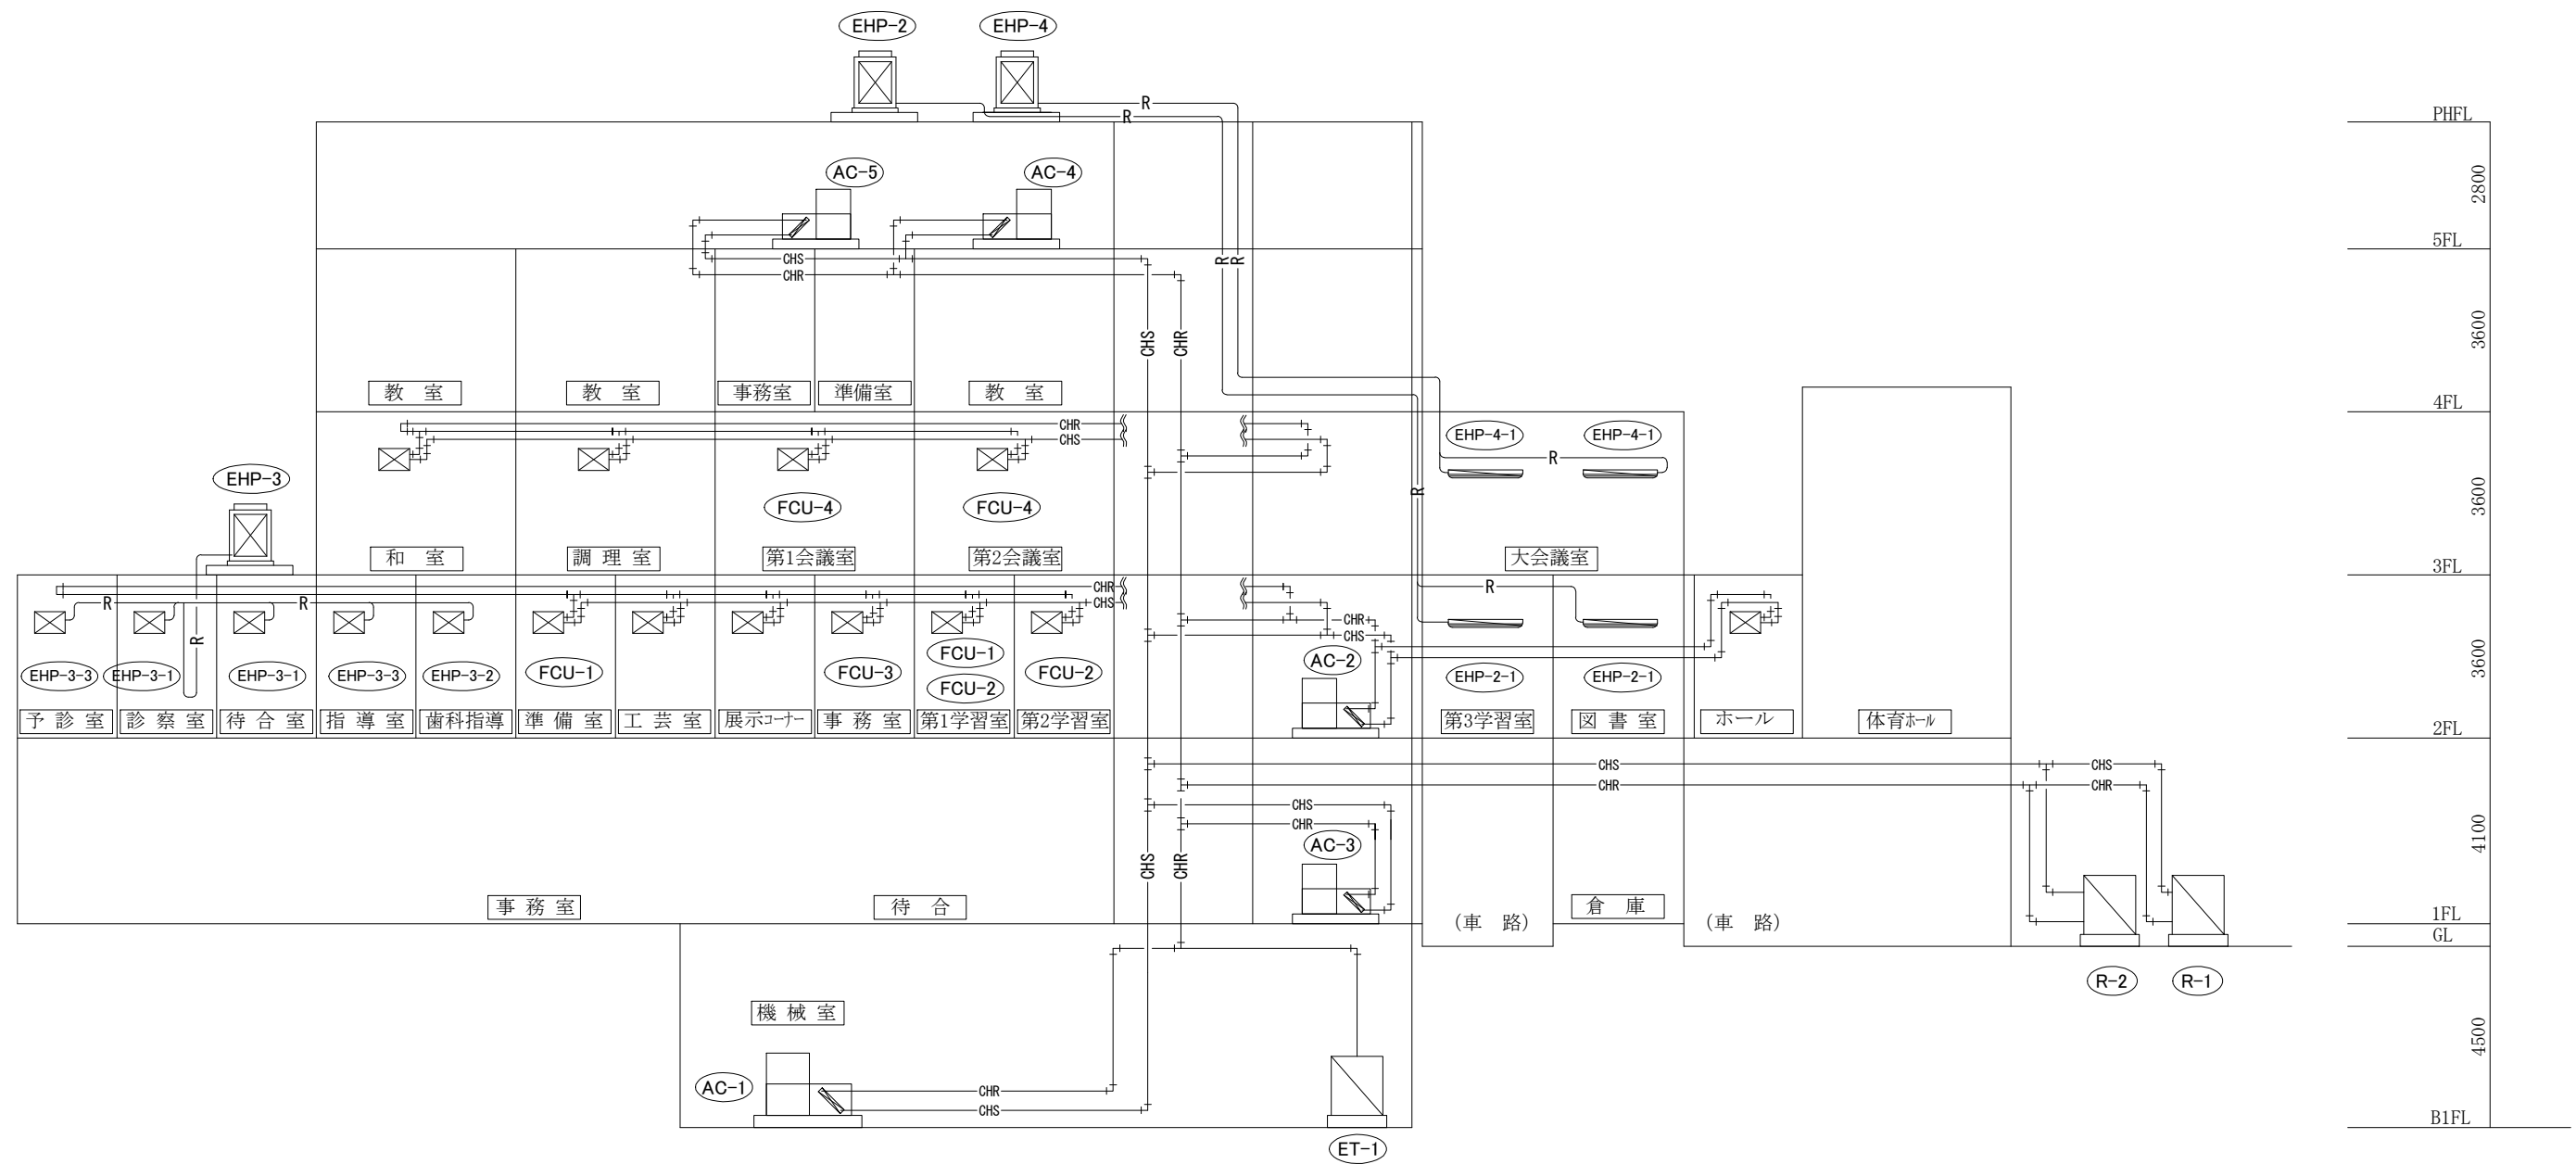 EHP-2 EHP-4
R
R
PHFL
AC-5 AC-4
2800
R R
5FL
CHS
CHR
CHS CHR
3600
教 室 教 室 事務室 準備室 教 室
4FL
CHR
CHS
EHP-4-1 EHP-4-1
R
EHP-3
R
FCU-4 FCU-4
3600
和 室 調 理 室 第1会議室 第2会議室 大会議室
3FL
CHR
R
R R
CHS
CHR
CHS
R
AC-2
EHP-3-3 EHP-3-1 EHP-3-1 EHP-3-3 EHP-3-2 FCU-1 FCU-3 FCU-1 FCU-2 FCU-2 EHP-2-1 EHP-2-1
3600
予 診 室 診 察 室 待 合 室 指 導 室 歯科指導 準 備 室 工 芸 室 展示コーナー 事 務 室 第1学習室 第2学習室 第3学習室 図 書 室 ホール 体育ホール
2FL
CHS CHS
CHR CHR
CHS
CHR
AC-3
CHS CHR
4100
事 務 室 待 合 倉 庫
(車 路) (車 路)
1FL
GL
R-2 R-1
機 械 室
4500
AC-1
CHR
CHS
B1FL
ET-1